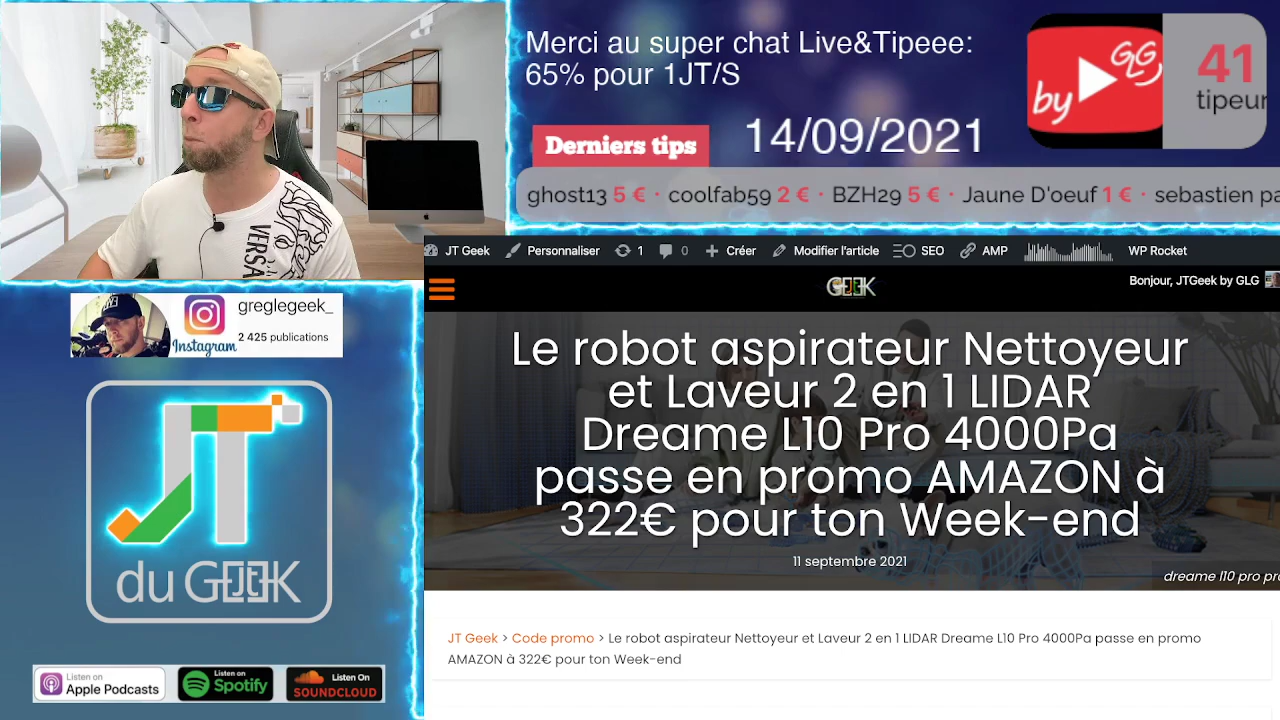 Merci au super chat Live&Tipeee:
65% pour 1JT/S
by GLG
41
tipeur
Derniers tips
14/09/2021
ghost13 5 € · coolfab59 2 € · BZH29 5 € · Jaune D'oeuf 1 € · sebastien pa
VERSA
JT Geek Personnaliser 1 0 Créer Modifier l'article SEO AMP WP Rocket
GEEK
Bonjour, JTGeek by GLG
greglegeek_
2 425 publications
Instagram
Le robot aspirateur Nettoyeur
et Laveur 2 en 1 LIDAR
Dreame L10 Pro 4000Pa
passe en promo AMAZON à
322€ pour ton Week-end
11 septembre 2021
dreame l10 pro pro
JT
du GEEK
JT Geek > Code promo > Le robot aspirateur Nettoyeur et Laveur 2 en 1 LIDAR Dreame L10 Pro 4000Pa passe en promo
AMAZON à 322€ pour ton Week-end
Listen on
Apple Podcasts
Listen on
Spotify
Listen On
SOUNDCLOUD